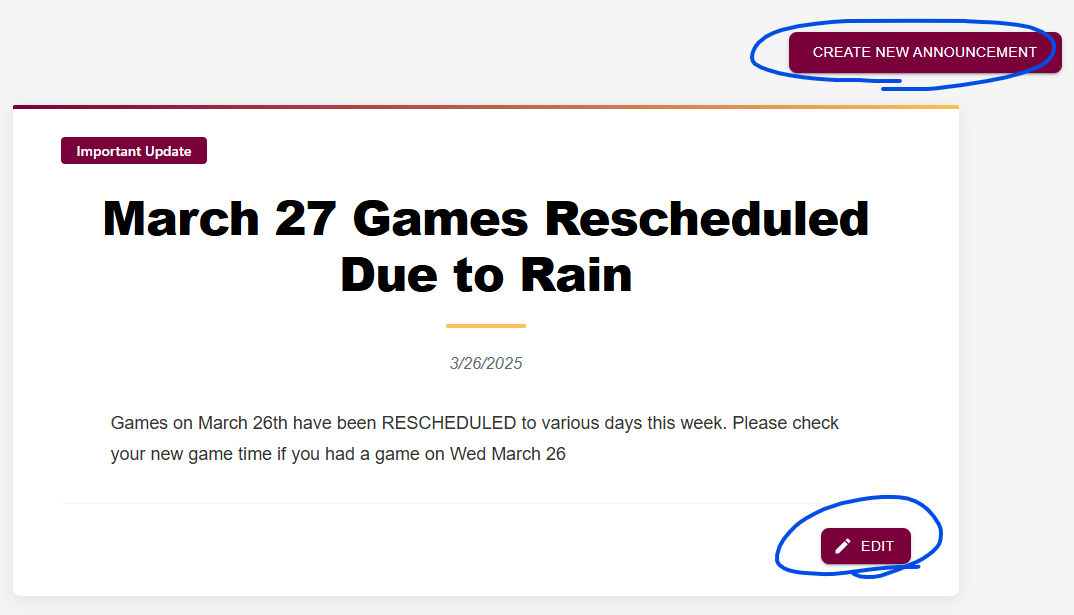 CREATE NEW ANNOUNCEMENT
Important Update
March 27 Games Rescheduled
Due to Rain
3/26/2025
Games on March 26th have been RESCHEDULED to various days this week. Please check
your new game time if you had a game on Wed March 26
EDIT